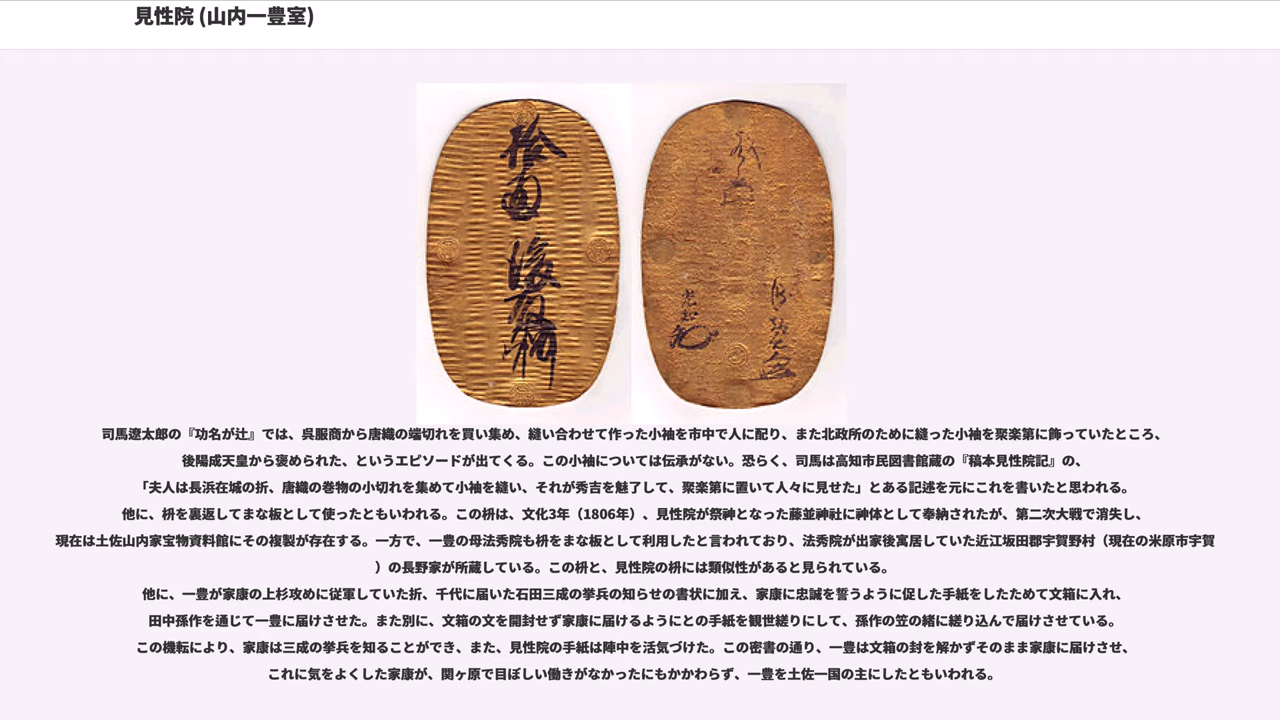 見性院 (山内一豊室)
拾両 後藤
司馬遼太郎の『功名が辻』では、呉服商から唐織の端切れを買い集め、縫い合わせて作った小袖を市中で人に配り、また北政所のために縫った小袖を聚楽第に飾っていたところ、
後陽成天皇から褒められた、というエピソードが出てくる。この小袖については伝承がない。恐らく、司馬は高知市民図書館蔵の『稿本見性院記』の、
「夫人は長浜在城の折、唐織の巻物の小切れを集めて小袖を縫い、それが秀吉を魅了して、聚楽第に置いて人々に見せた」とある記述を元にこれを書いたと思われる。
他に、枡を裏返してまな板として使ったともいわれる。この枡は、文化3年（1806年）、見性院が祭神となった藤並神社に神体として奉納されたが、第二次大戦で消失し、
現在は土佐山内家宝物資料館にその複製が存在する。一方で、一豊の母法秀院も枡をまな板として利用したと言われており、法秀院が出家後寓居していた近江坂田郡宇賀野村（現在の米原市宇賀
）の長野家が所蔵している。この枡と、見性院の枡には類似性があると見られている。
他に、一豊が家康の上杉攻めに従軍していた折、千代に届いた石田三成の挙兵の知らせの書状に加え、家康に忠誠を誓うように促した手紙をしたためて文箱に入れ、
田中孫作を通じて一豊に届けさせた。また別に、文箱の文を開封せず家康に届けるようにとの手紙を観世縒りにして、孫作の笠の緒に縒り込んで届けさせている。
この機転により、家康は三成の挙兵を知ることができ、また、見性院の手紙は陣中を活気づけた。この密書の通り、一豊は文箱の封を解かずそのまま家康に届けさせ、
これに気をよくした家康が、関ヶ原で目ぼしい働きがなかったにもかかわらず、一豊を土佐一国の主にしたともいわれる。